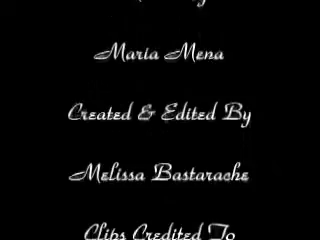 Maria Mena
Created & Edited By
Melissa Bastarache
Clips Credited To